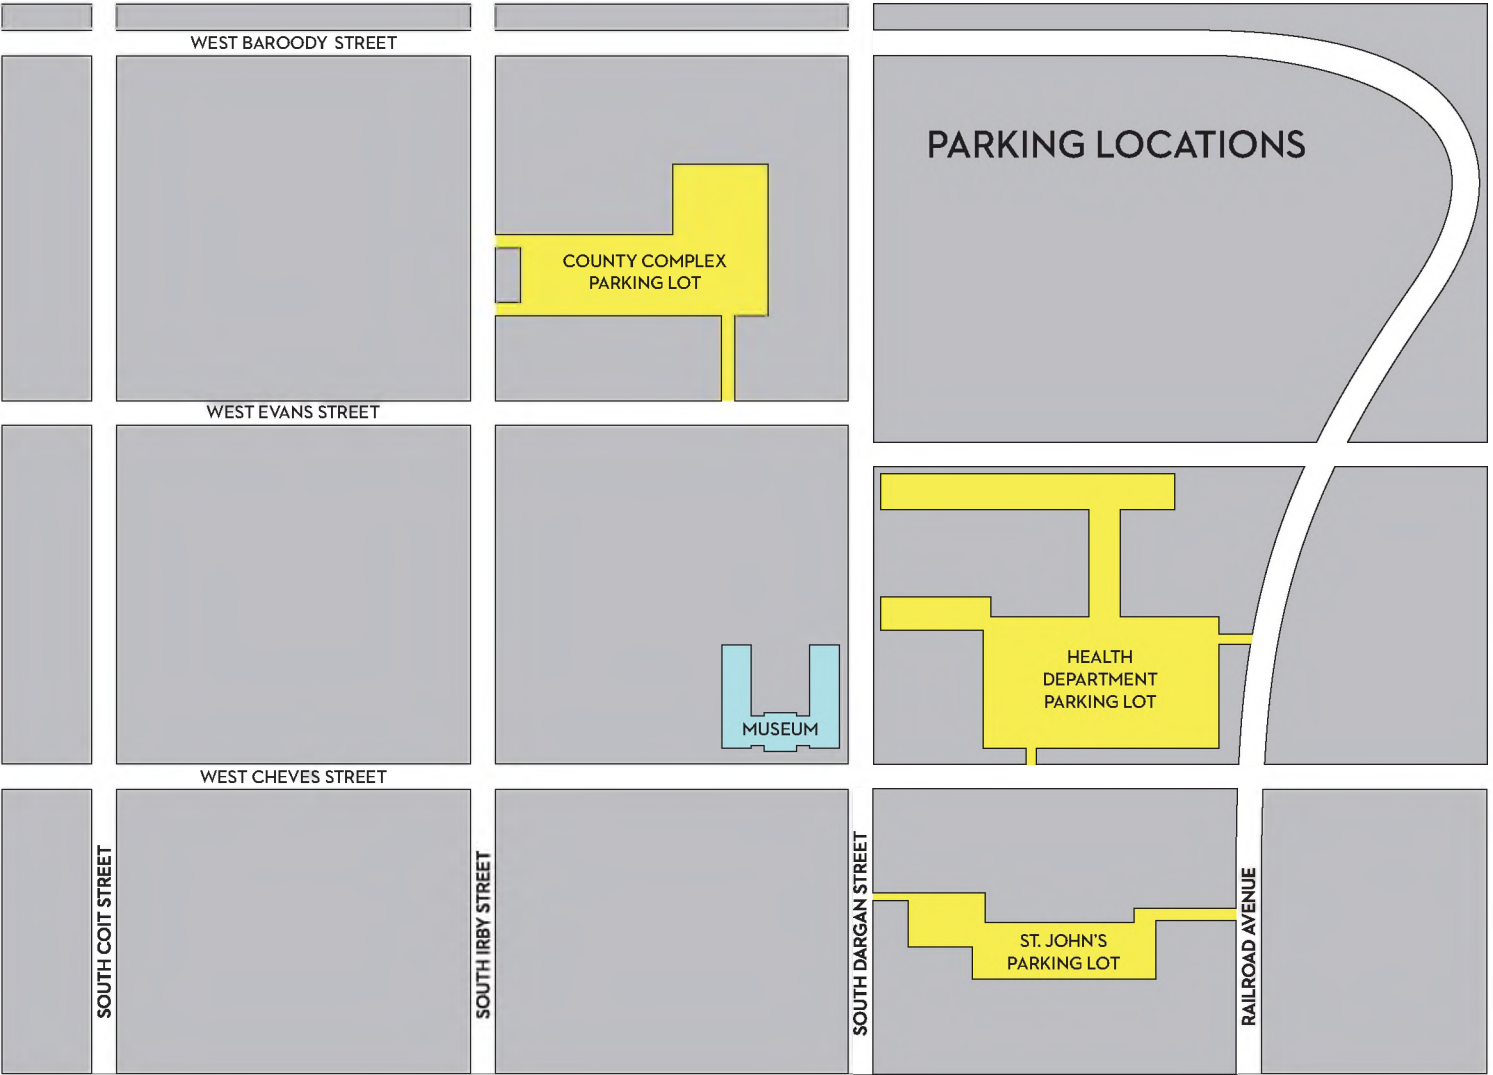 WEST BAROODY STREET
PARKING LOCATIONS
COUNTY COMPLEX
PARKING LOT
WEST EVANS STREET
HEALTH
DEPARTMENT
PARKING LOT
MUSEUM
WEST CHEVES STREET
SOUTH COIT STREET
SOUTH IRBY STREET
SOUTH DARGAN STREET
ST. JOHN'S
PARKING LOT
RAILROAD AVENUE